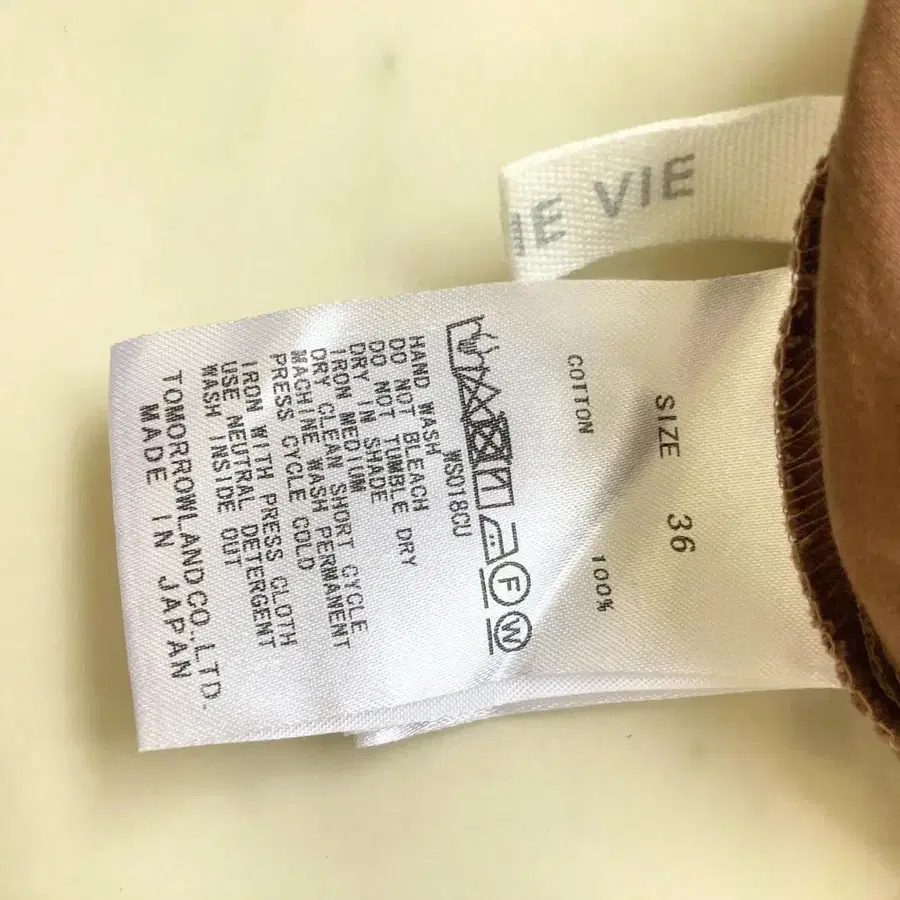 VIE
SIZE 36
COTTON 100%
F W
WS018CU
HAND WASH
DO NOT BLEACH
DO NOT TUMBLE DRY
DRY IN SHADE
IRON MEDIUM
DRY CLEAN SHORT CYCLE
MACHINE WASH PERMANENT
PRESS CYCLE COLD
IRON WITH PRESS CLOTH
USE NEUTRAL DETERGENT
WASH INSIDE OUT
TOMORROWLAND CO.,LTD.
MADE IN JAPAN